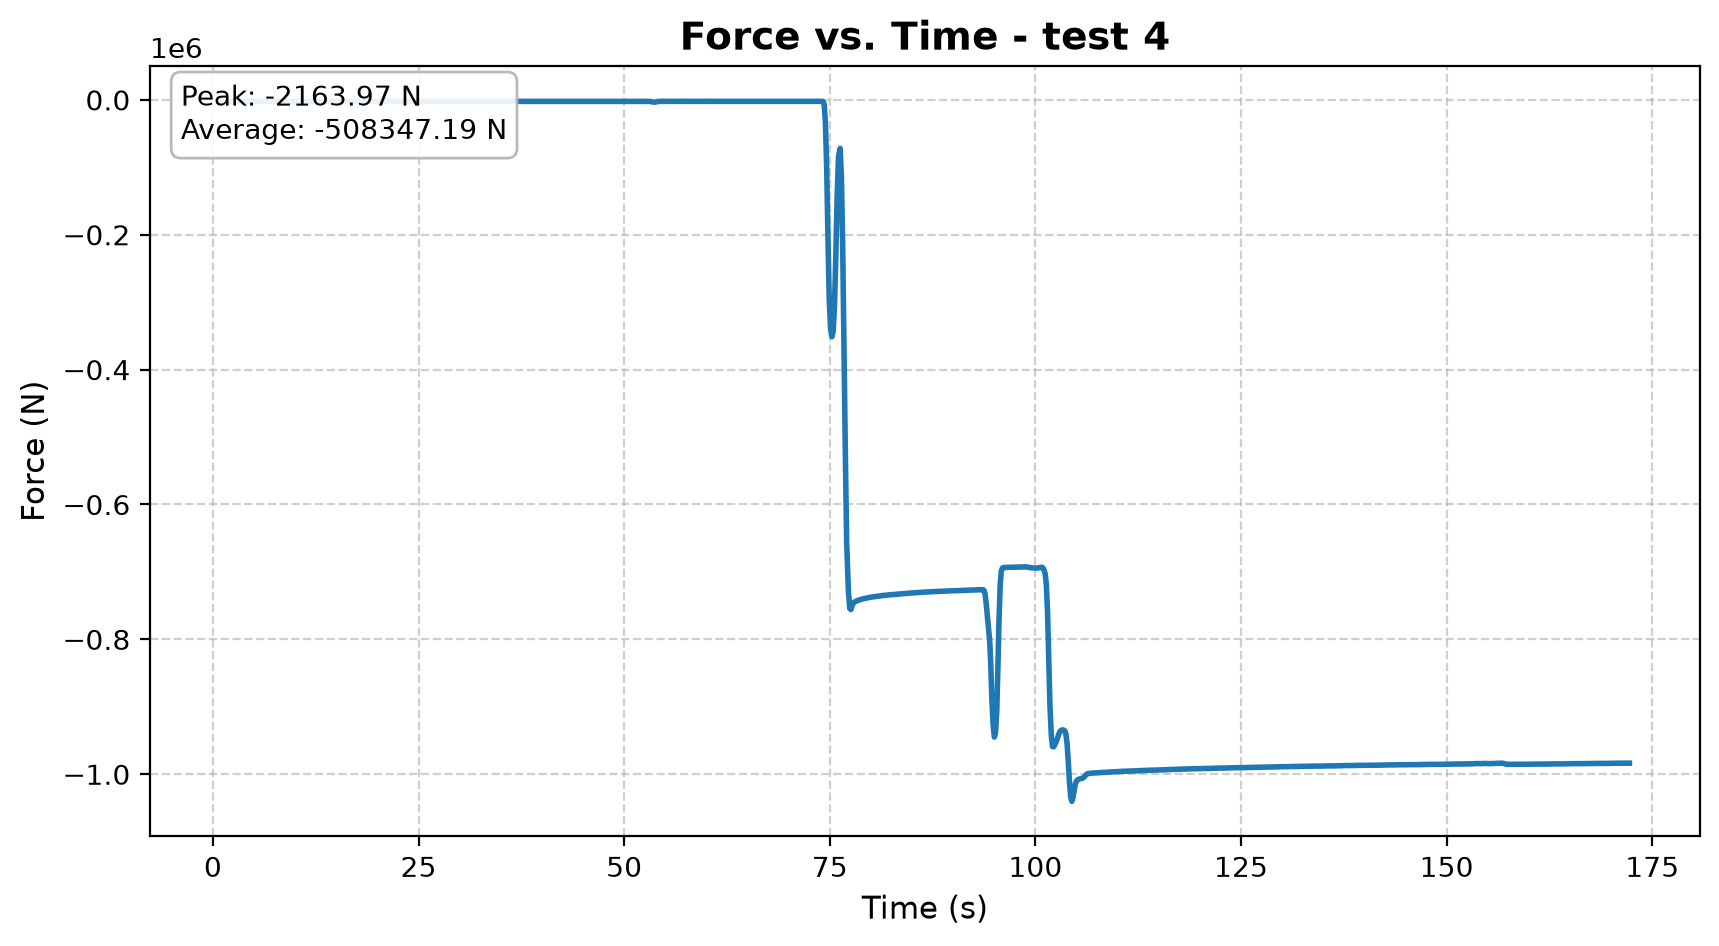 Force vs. Time - test 4
1e6
Peak: -2163.97 N
Average: -508347.19 N
0.0
−0.2
−0.4
−0.6
−0.8
−1.0
Force (N)
0 25 50 75 100 125 150 175
Time (s)